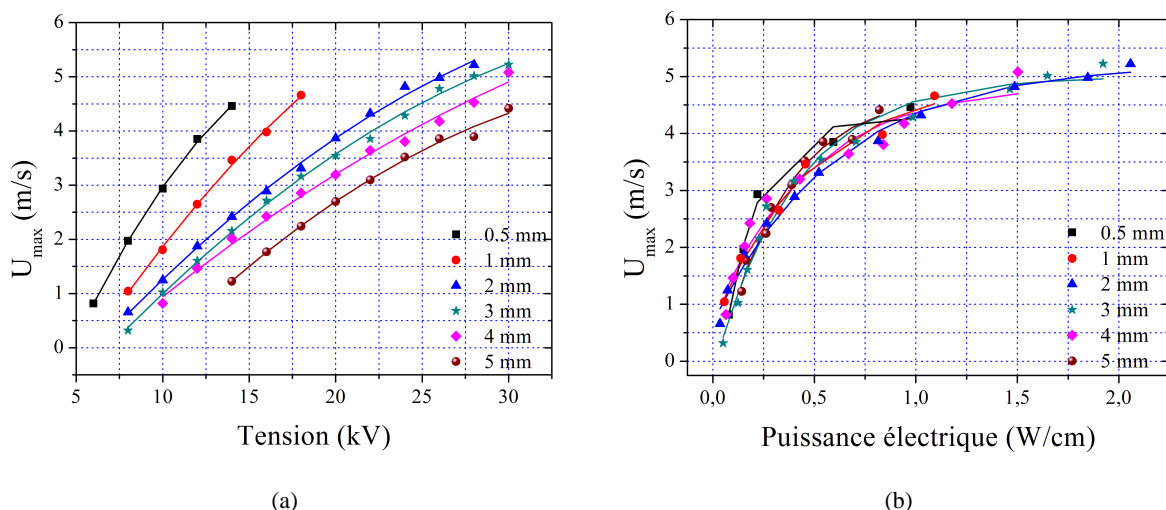 6
5
4
3
2
1
0
U_max (m/s)
0.5 mm
1 mm
2 mm
3 mm
4 mm
5 mm
5 10 15 20 25 30
Tension (kV)
(a)
6
5
4
3
2
1
0
U_max (m/s)
0.5 mm
1 mm
2 mm
3 mm
4 mm
5 mm
0,0 0,5 1,0 1,5 2,0
Puissance électrique (W/cm)
(b)